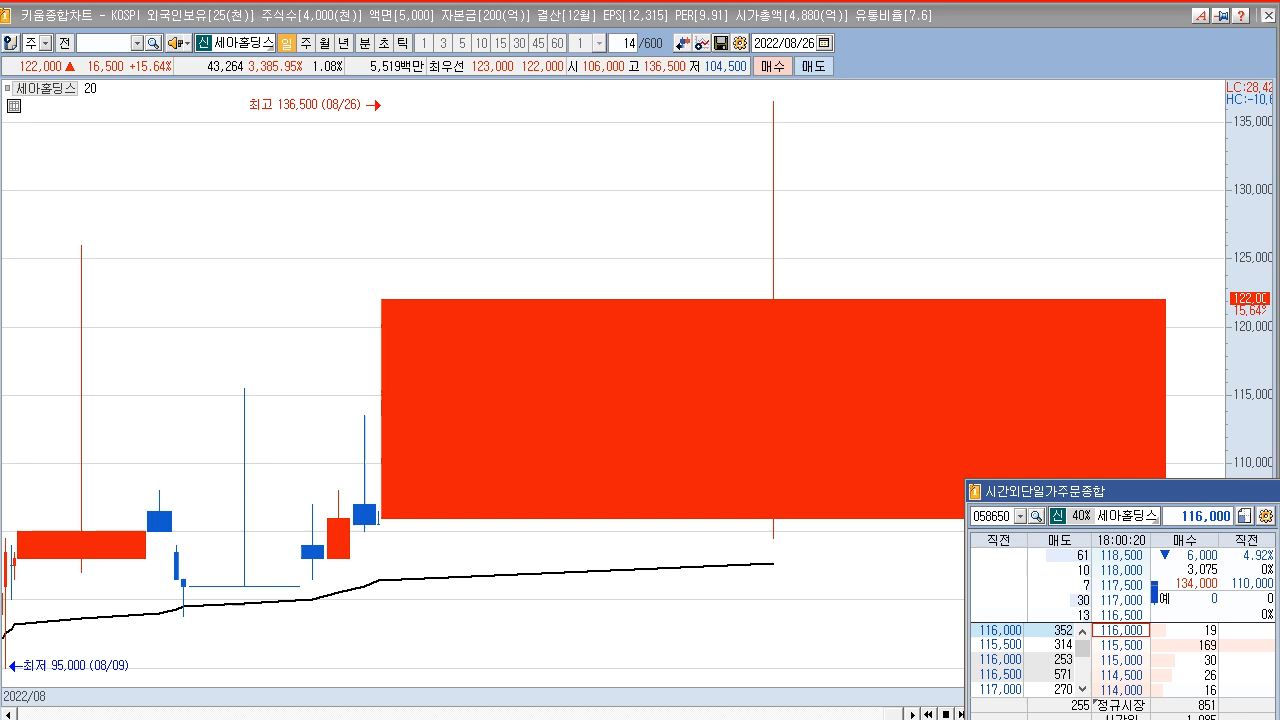 키움종합차트 - KOSPI 외국인보유[25(천)] 주식수[4,000(천)] 액면[5,000] 자본금[200(억)] 결산[12월] EPS[12,315] PER[9.91] 시가총액[4,880(억)] 유통비율[7.6]
주 전 신 세아홀딩스 일 주 월 년 분 초 틱 1 3 5 10 15 30 45 60 1 14 /600 2022/08/26
122,000 ▲ 16,500 +15.64% 43,264 3,385.95% 1.08% 5,519백만 최우선 123,000 122,000 시 106,000 고 136,500 저 104,500 매수 매도
세아홀딩스 20
LC:28,42
HC:-10,6
최고 136,500 (08/26) →
135,000
130,000
125,000
122,00
15,64%
120,000
115,000
110,000
←최저 95,000 (08/09)
2022/08
시간외단일가주문종합
058650 신 40% 세아홀딩스 116,000
직전 매도 18:00:20 매수 직전
61 118,500 ▼ 6,000 4.92%
10 118,000 3,075 0%
7 117,500 134,000 110,000
30 117,000 예 0 0
13 116,500 0%
116,000 352 116,000 19
115,500 314 115,500 169
116,000 253 115,000 30
116,500 571 114,500 26
117,000 270 114,000 16
255 정규시장 851